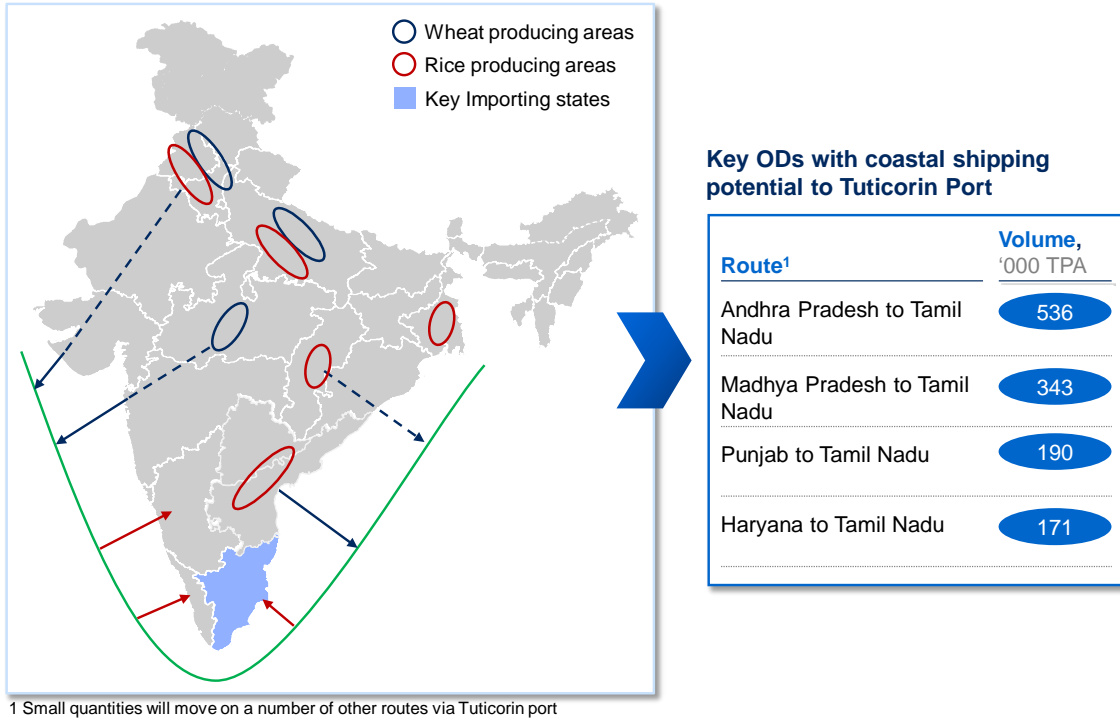 Wheat producing areas
Rice producing areas
Key Importing states
Key ODs with coastal shipping
potential to Tuticorin Port
Route1
Volume,
‘000 TPA
Andhra Pradesh to Tamil
Nadu
536
Madhya Pradesh to Tamil
Nadu
343
Punjab to Tamil Nadu
190
Haryana to Tamil Nadu
171
1 Small quantities will move on a number of other routes via Tuticorin port